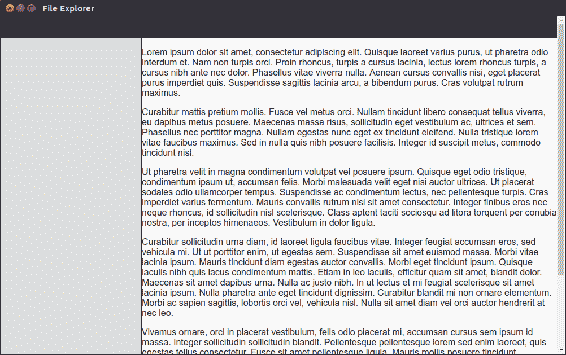 File Explorer
Lorem ipsum dolor sit amet, consectetur adipiscing elit. Quisque laoreet varius purus, ut pharetra odio
interdum et. Nam non turpis orci. Proin rhoncus, turpis a cursus lacinia, lectus lorem rhoncus turpis, a
cursus nibh ante nec dolor. Phasellus vitae viverra nulla. Aenean cursus convallis nisi, eget placerat
purus imperdiet quis. Suspendisse sagittis lacinia arcu, a bibendum purus. Cras volutpat rutrum
maximus.
Curabitur mattis pretium mollis. Fusce vel metus orci. Nullam tincidunt libero consequat tellus viverra,
eu dapibus metus posuere. Maecenas massa risus, sollicitudin eget vestibulum ac, ultrices et sem.
Phasellus nec porttitor magna. Nullam egestas nunc eget ex tincidunt eleifend. Nulla tristique lorem
vitae faucibus maximus. Sed in nulla quis nibh posuere facilisis. Integer id suscipit metus, commodo
tincidunt nisl.
Ut pharetra velit in magna condimentum volutpat vel posuere ipsum. Quisque eget odio tristique,
condimentum ipsum ut, accumsan felis. Morbi malesuada velit eget nisi auctor ultrices. Ut placerat
sodales odio ullamcorper tempus. Suspendisse ac condimentum lectus, nec pellentesque turpis. Cras
imperdiet varius fermentum. Mauris convallis rutrum nisl sit amet consectetur. Integer finibus eros nec
neque rhoncus, id sollicitudin nisl scelerisque. Class aptent taciti sociosqu ad litora torquent per conubia
nostra, per inceptos himenaeos. Vestibulum in dolor ligula.
Curabitur sollicitudin urna diam, id laoreet ligula faucibus vitae. Integer feugiat accumsan eros, sed
vehicula mi. Ut ut porttitor enim, ut egestas sem. Suspendisse sit amet euismod massa. Morbi vitae
lacinia ipsum. Mauris tincidunt diam egestas auctor convallis. Morbi eget tincidunt ipsum. Quisque
iaculis nibh quis lacus condimentum mattis. Etiam in leo iaculis, efficitur quam sit amet, blandit dolor.
Maecenas sit amet dapibus urna. Nulla ac justo nibh. In ut lectus et mi feugiat scelerisque sit amet
lacinia ipsum. Nulla pharetra ante eget tincidunt dignissim. Curabitur blandit mi non ornare elementum.
Morbi ac sapien sagittis, lobortis orci vel, vehicula nisl. Nulla sit amet diam vel orci auctor hendrerit at
nec leo.
Vivamus ornare, orci in placerat vestibulum, felis odio placerat mi, accumsan cursus sem ipsum id
massa. Integer sollicitudin sollicitudin blandit. Pellentesque pellentesque lorem sed enim laoreet, et
egestas tellus consectetur. Fusce sit amet aliquam ligula. Mauris mollis posuere tincidunt.